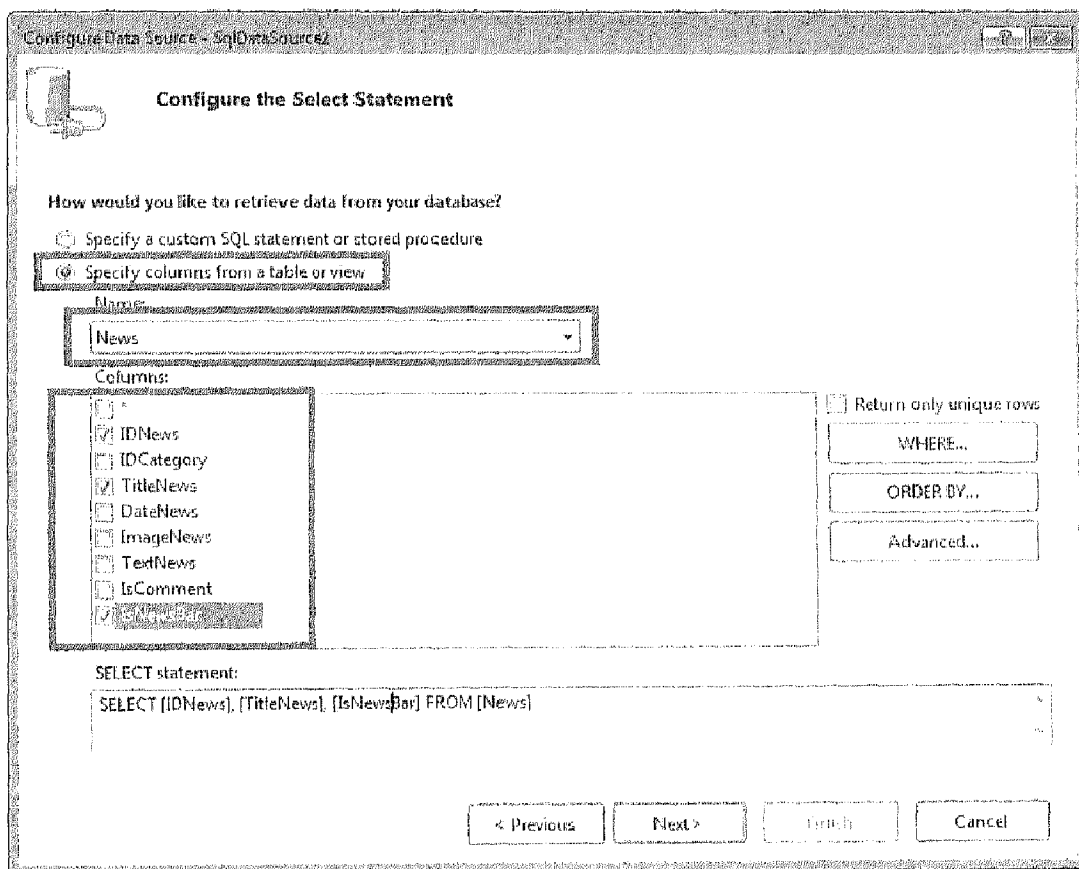 Configure Data Source - SqlDataSource2
Configure the Select Statement
How would you like to retrieve data from your database?
Specify a custom SQL statement or stored procedure
Specify columns from a table or view
Name:
News
Columns:
*
IDNews
IDCategory
TitleNews
DateNews
ImageNews
TextNews
IsComment
IsNewsBar
Return only unique rows
WHERE...
ORDER BY...
Advanced...
SELECT statement:
SELECT [IDNews], [TitleNews], [IsNewsBar] FROM [News]
< Previous
Next >
Finish
Cancel